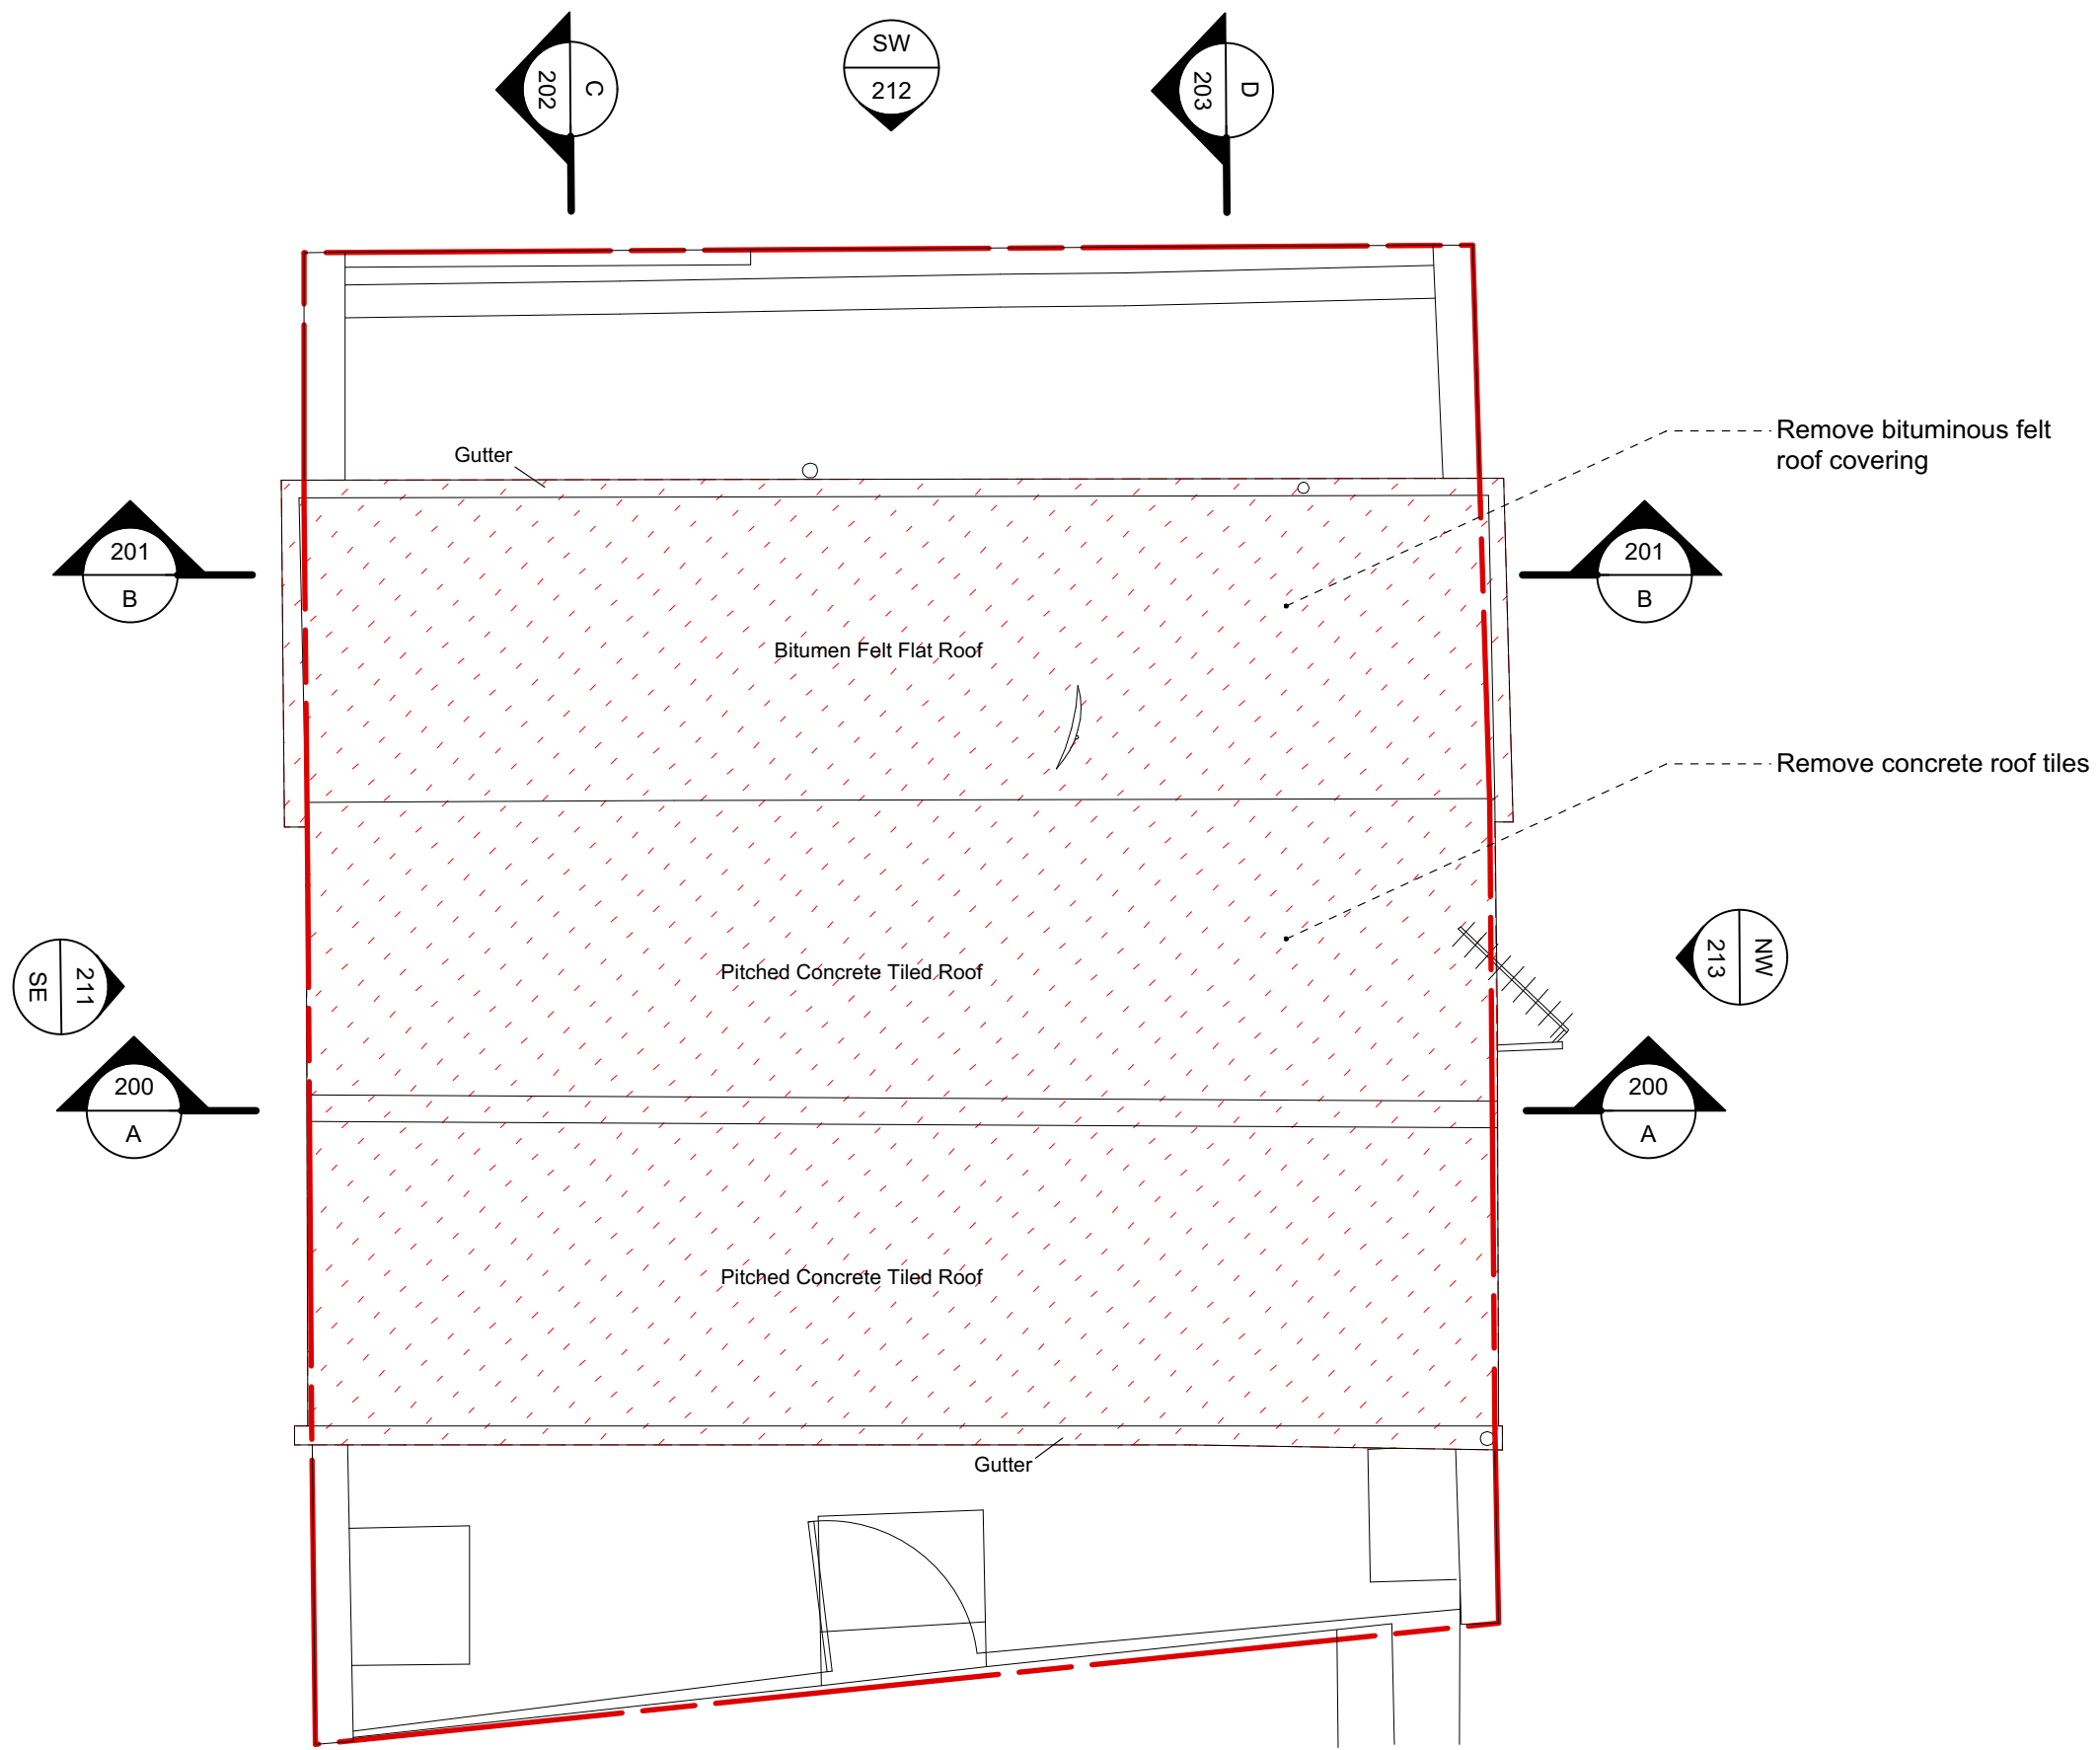 C
202
SW
212
D
203
Remove bituminous felt
roof covering
Gutter
201
B
201
B
Bitumen Felt Flat Roof
Remove concrete roof tiles
Pitched Concrete Tiled Roof
NW
213
211
SE
200
A
200
A
Pitched Concrete Tiled Roof
Gutter